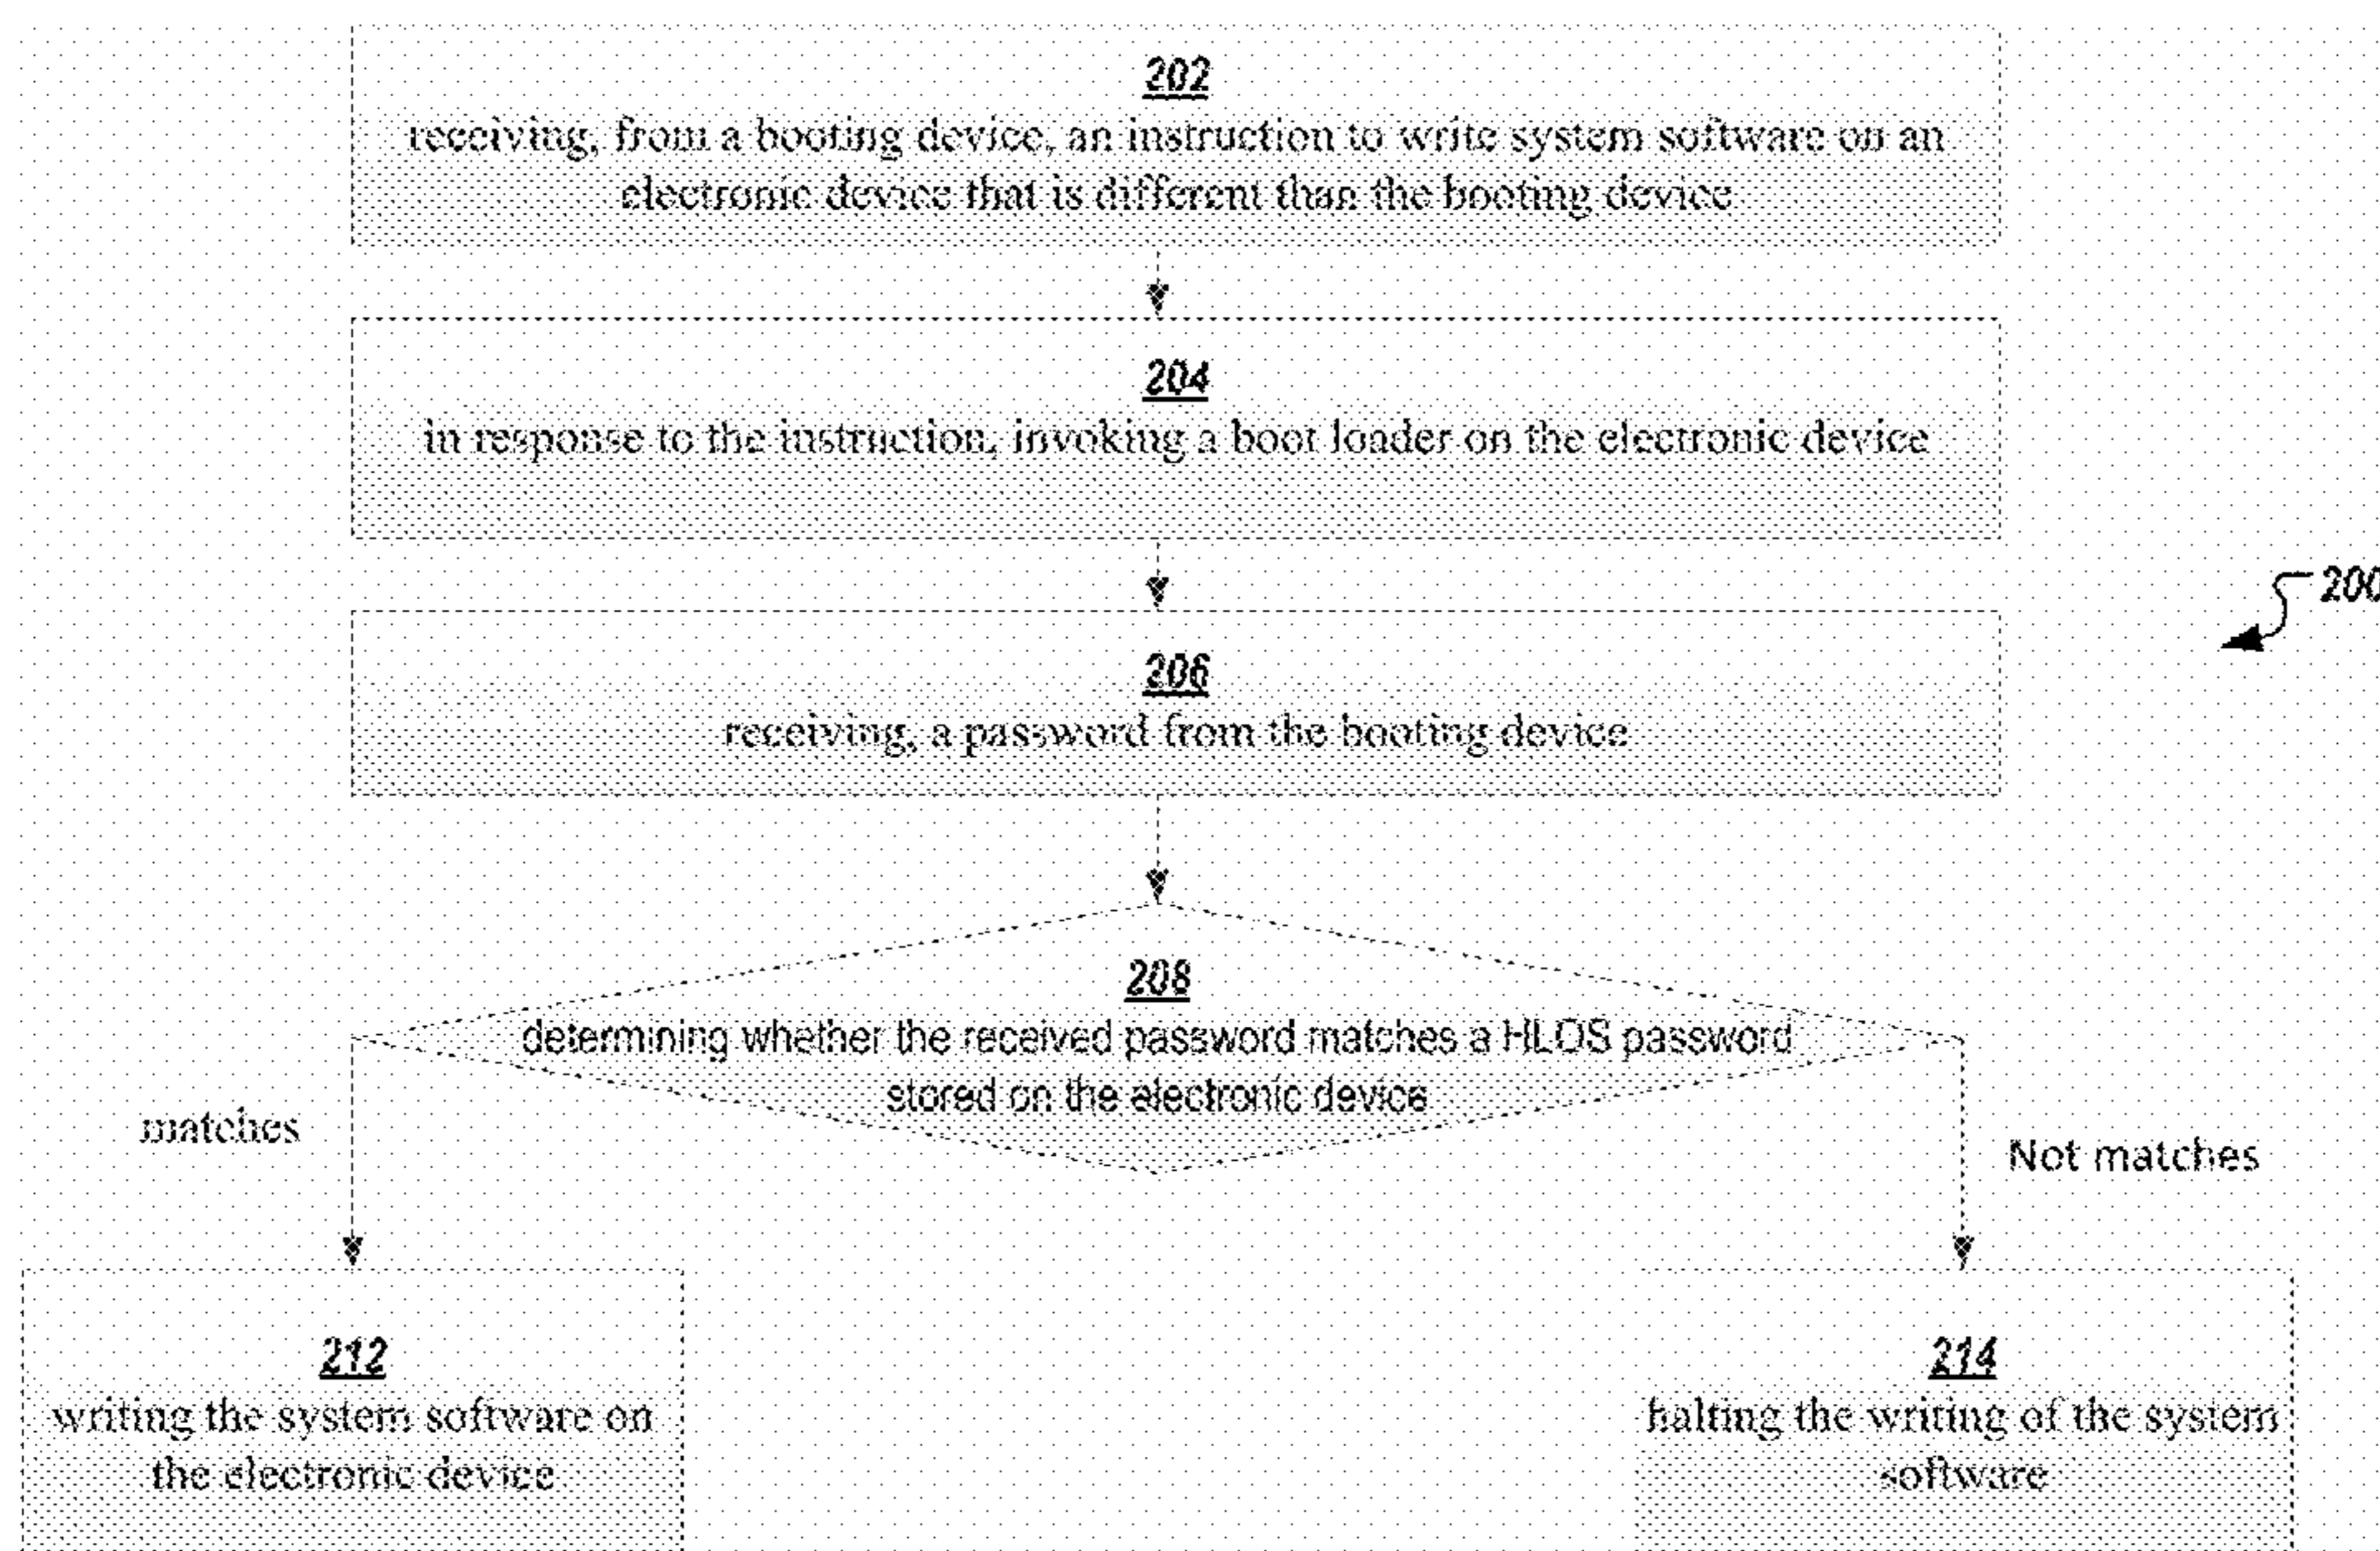 202
receiving, from a booting device, an instruction to write system software on an
electronic device that is different than the booting device
204
in response to the instruction, invoking a boot loader on the electronic device
200
206
receiving, a password from the booting device
208
determining whether the received password matches a HLOS password
stored on the electronic device
matches
Not matches
212
writing the system software on
the electronic device
214
halting the writing of the system
software